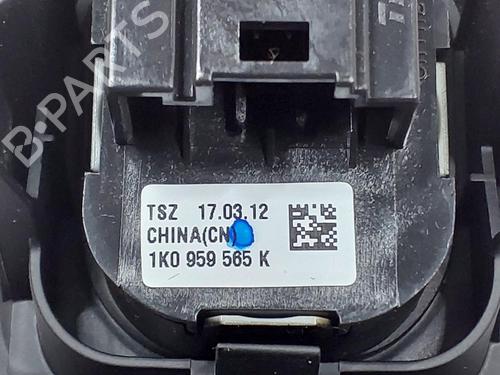 B-PARTS
TSZ 17.03.12
CHINA(CN)
1K0 959 565 K